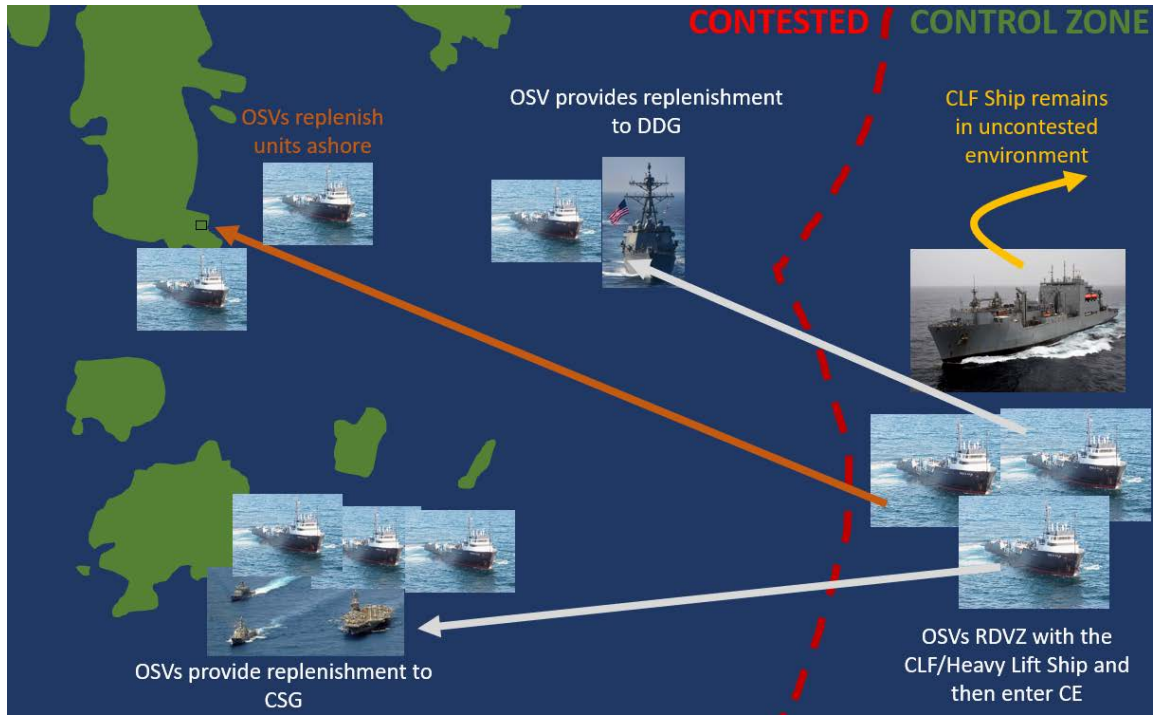 CONTESTED
CONTROL ZONE
OSVs replenish
units ashore
OSV provides replenishment
to DDG
CLF Ship remains
in uncontested
environment
OSVs provide replenishment to
CSG
OSVs RDVZ with the
CLF/Heavy Lift Ship and
then enter CE